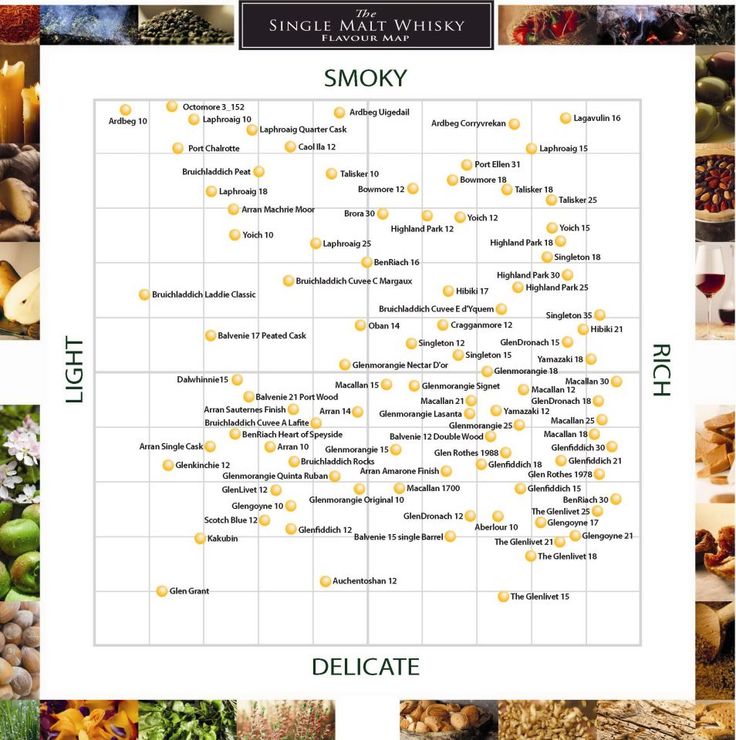 The
SINGLE MALT WHISKY
FLAVOUR MAP
SMOKY
Octomore 3_152
Ardbeg 10
Laphroaig 10
Ardbeg Uigedail
Lagavulin 16
Laphroaig Quarter Cask
Ardbeg Corryvrekan
Port Chalrotte
Caol Ila 12
Laphroaig 15
Bruichladdich Peat
Talisker 10
Port Ellen 31
Bowmore 18
Laphroaig 18
Bowmore 12
Talisker 18
Talisker 25
Arran Machrie Moor
Brora 30
Highland Park 12
Yoich 12
Yoich 15
Yoich 10
Laphroaig 25
Highland Park 18
BenRiach 16
Singleton 18
Bruichladdich Cuvee C Margaux
Highland Park 30
Highland Park 25
Bruichladdich Laddie Classic
Hibiki 17
Bruichladdich Cuvee E d'Yquem
Singleton 35
Balvenie 17 Peated Cask
Oban 14
Cragganmore 12
Hibiki 21
Singleton 12
GlenDronach 15
LIGHT
RICH
Glenmorangie Nectar D'or
Singleton 15
Yamazaki 18
Glenmorangie 18
Dalwhinnie15
Macallan 15
Glenmorangie Signet
Macallan 30
Macallan 12
Balvenie 21 Port Wood
Macallan 21
GlenDronach 18
Arran Sauternes Finish
Arran 14
Glenmorangie Lasanta
Yamazaki 12
Bruichladdich Cuvee A Lafite
Glenmorangie 25
Macallan 25
BenRiach Heart of Speyside
Balvenie 12 Double Wood
Macallan 18
Arran Single Cask
Arran 10
Glenmorangie 15
Glen Rothes 1988
Glenfiddich 30
Glenkinchie 12
Bruichladdich Rocks
Glenfiddich 18
Glenfiddich 21
Glenmorangie Quinta Ruban
Arran Amarone Finish
Glen Rothes 1978
GlenLivet 12
Glenmorangie Original 10
Macallan 1700
Glenfiddich 15
BenRiach 30
Glengoyne 10
The Glenlivet 25
Scotch Blue 12
GlenDronach 12
Aberlour 10
Glengoyne 17
Glenfiddich 12
Kakubin
Balvenie 15 single Barrel
The Glenlivet 21
Glengoyne 21
The Glenlivet 18
Auchentoshan 12
Glen Grant
The Glenlivet 15
DELICATE